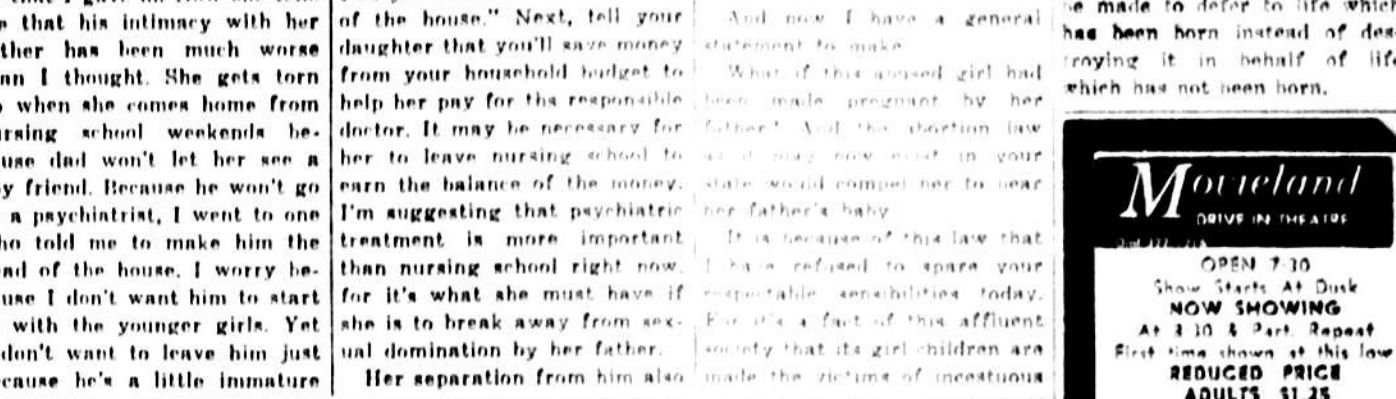 that his intimacy with her
ther has been much worse
an I thought. She gets torn
when she comes home from
rsing school weekends be-
use dad won't let her see a
y friend. Because he won't go
a psychiatrist, I went to one
ho told me to make him the
ad of the house. I worry be-
use I don't want him to start
with the younger girls. Yet
don't want to leave him just
cause he's a little immature
of the house." Next, tell your
daughter that you'll save money
from your household budget to
help her pay for the responsible
doctor. It may be necessary for
her to leave nursing school to
earn the balance of the money.
I'm suggesting that psychiatric
treatment is more important
than nursing school right now,
for it's what she must have if
she is to break away from sex-
ual domination by her father.
Her separation from him also
And now I have a general
statement to make
What if this abused girl had
been made pregnant by her
father? And the abortion law
as it may now exist in your
state would compel her to bear
her father's baby
It is because of this law that
I have refused to spare your
respectable sensibilities today.
For it's a fact of this affluent
society that its girl children are
made the victims of incestuous
e made to defer to life which
has been born instead of des-
troying it in behalf of life
which has not been born.
Movieland
DRIVE IN THEATRE
OPEN 7-30
Show Starts At Dusk
NOW SHOWING
At 8 30 & Part. Repeat
First time shown at this low
REDUCED PRICE
ADULTS $1.25